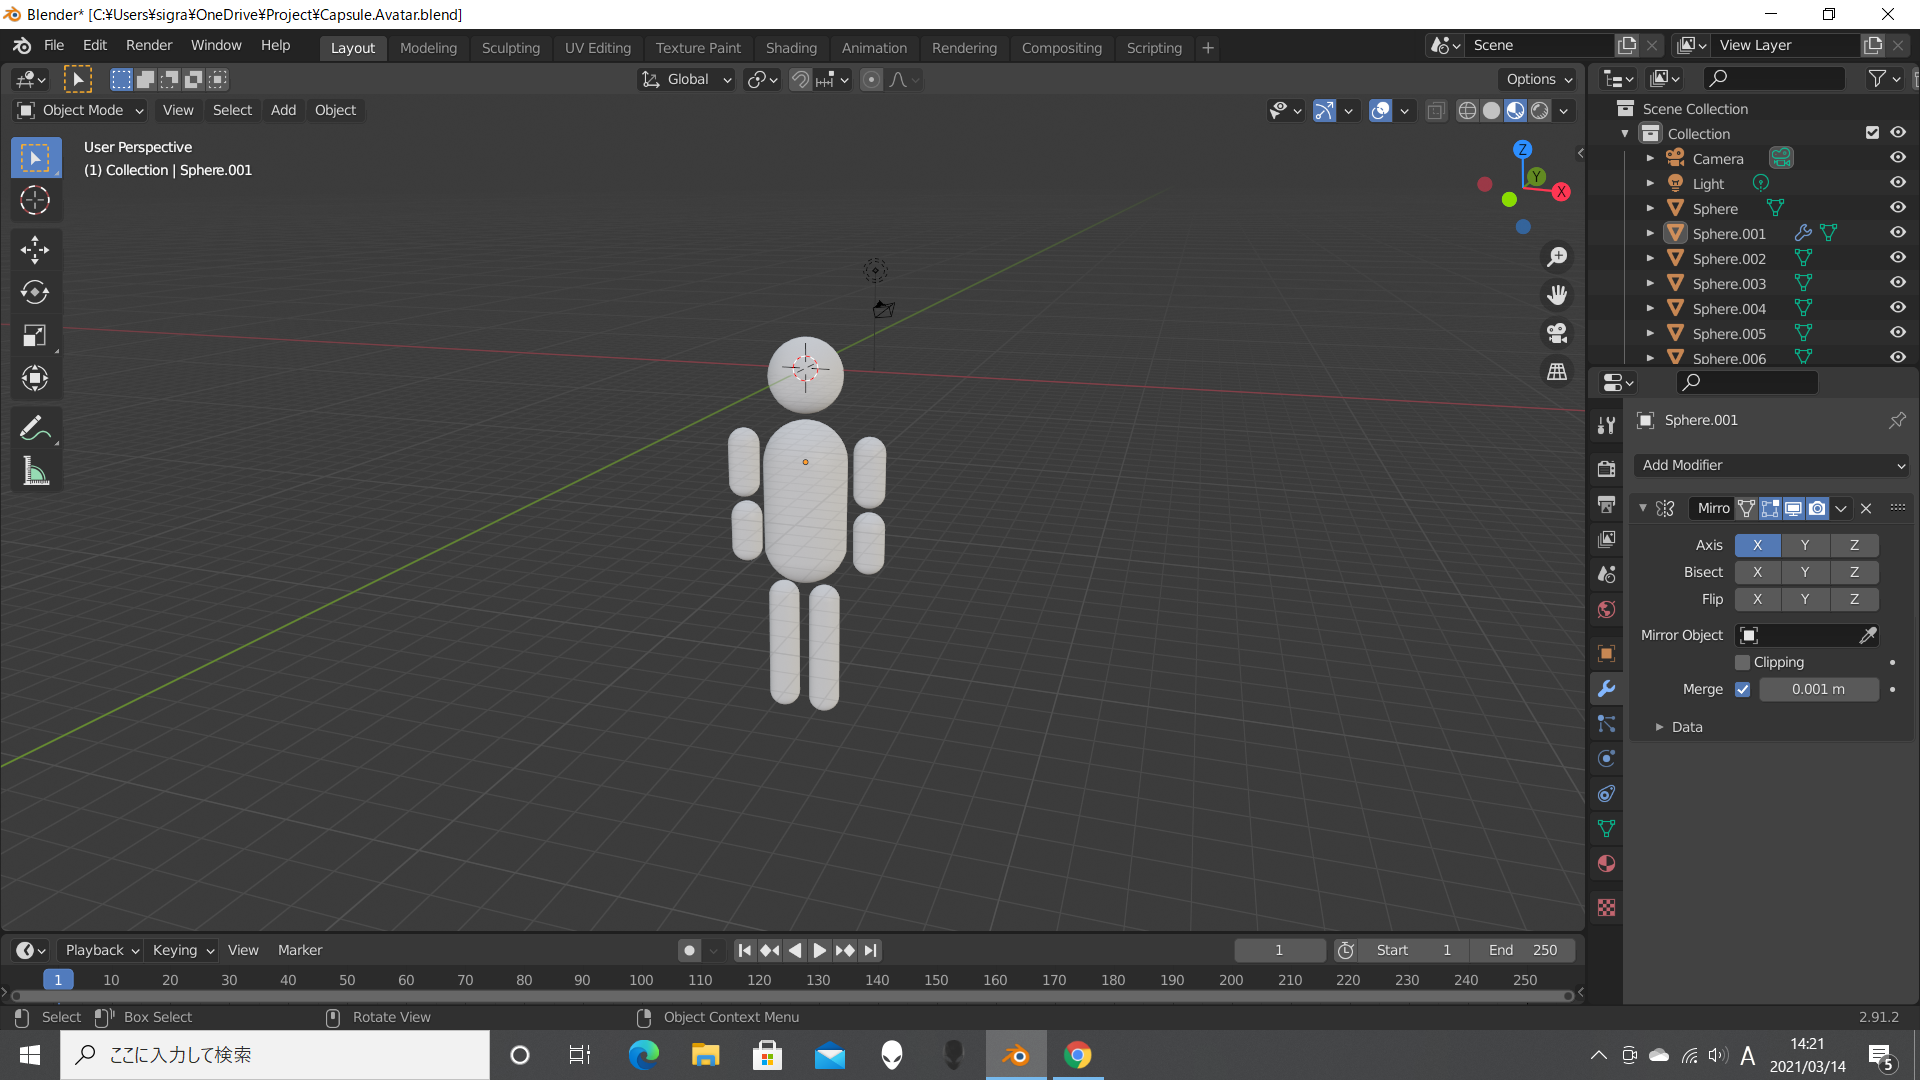 Blender* [C:¥Users¥sigra¥OneDrive¥Project¥Capsule.Avatar.blend]
File Edit Render Window Help
Layout Modeling Sculpting UV Editing Texture Paint Shading Animation Rendering Compositing Scripting +
Scene
View Layer
Global
Options
Object Mode View Select Add Object
User Perspective
(1) Collection | Sphere.001
Z
Y
X
Scene Collection
Collection
Camera
Light
Sphere
Sphere.001
Sphere.002
Sphere.003
Sphere.004
Sphere.005
Sphere.006
Sphere.001
Add Modifier
Mirro
Axis X Y Z
Bisect X Y Z
Flip X Y Z
Mirror Object
Clipping
Merge 0.001 m
Data
Playback Keying View Marker
1
Start 1
End 250
1 10 20 30 40 50 60 70 80 90 100 110 120 130 140 150 160 170 180 190 200 210 220 230 240 250
Select Box Select Rotate View Object Context Menu
2.91.2
ここに入力して検索
A
14:21
2021/03/14
5